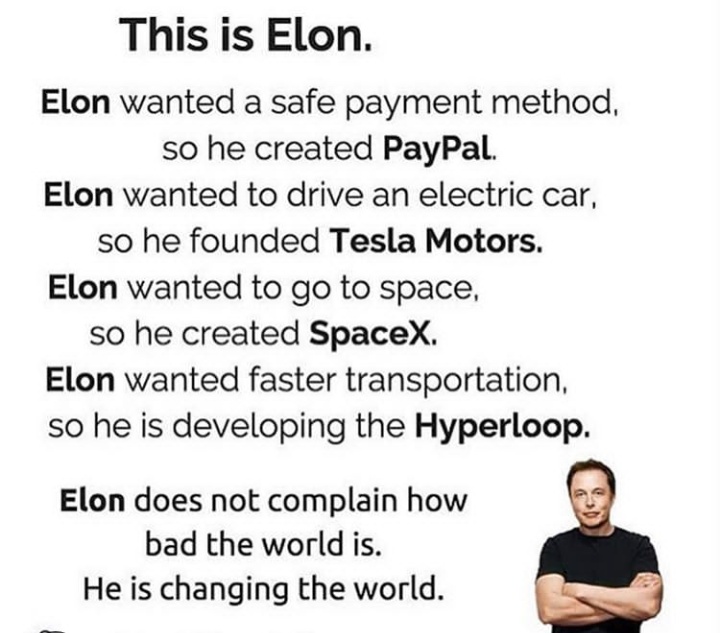 This is Elon.
Elon wanted a safe payment method,
so he created PayPal.
Elon wanted to drive an electric car,
so he founded Tesla Motors.
Elon wanted to go to space,
so he created SpaceX.
Elon wanted faster transportation,
so he is developing the Hyperloop.
Elon does not complain how
bad the world is.
He is changing the world.